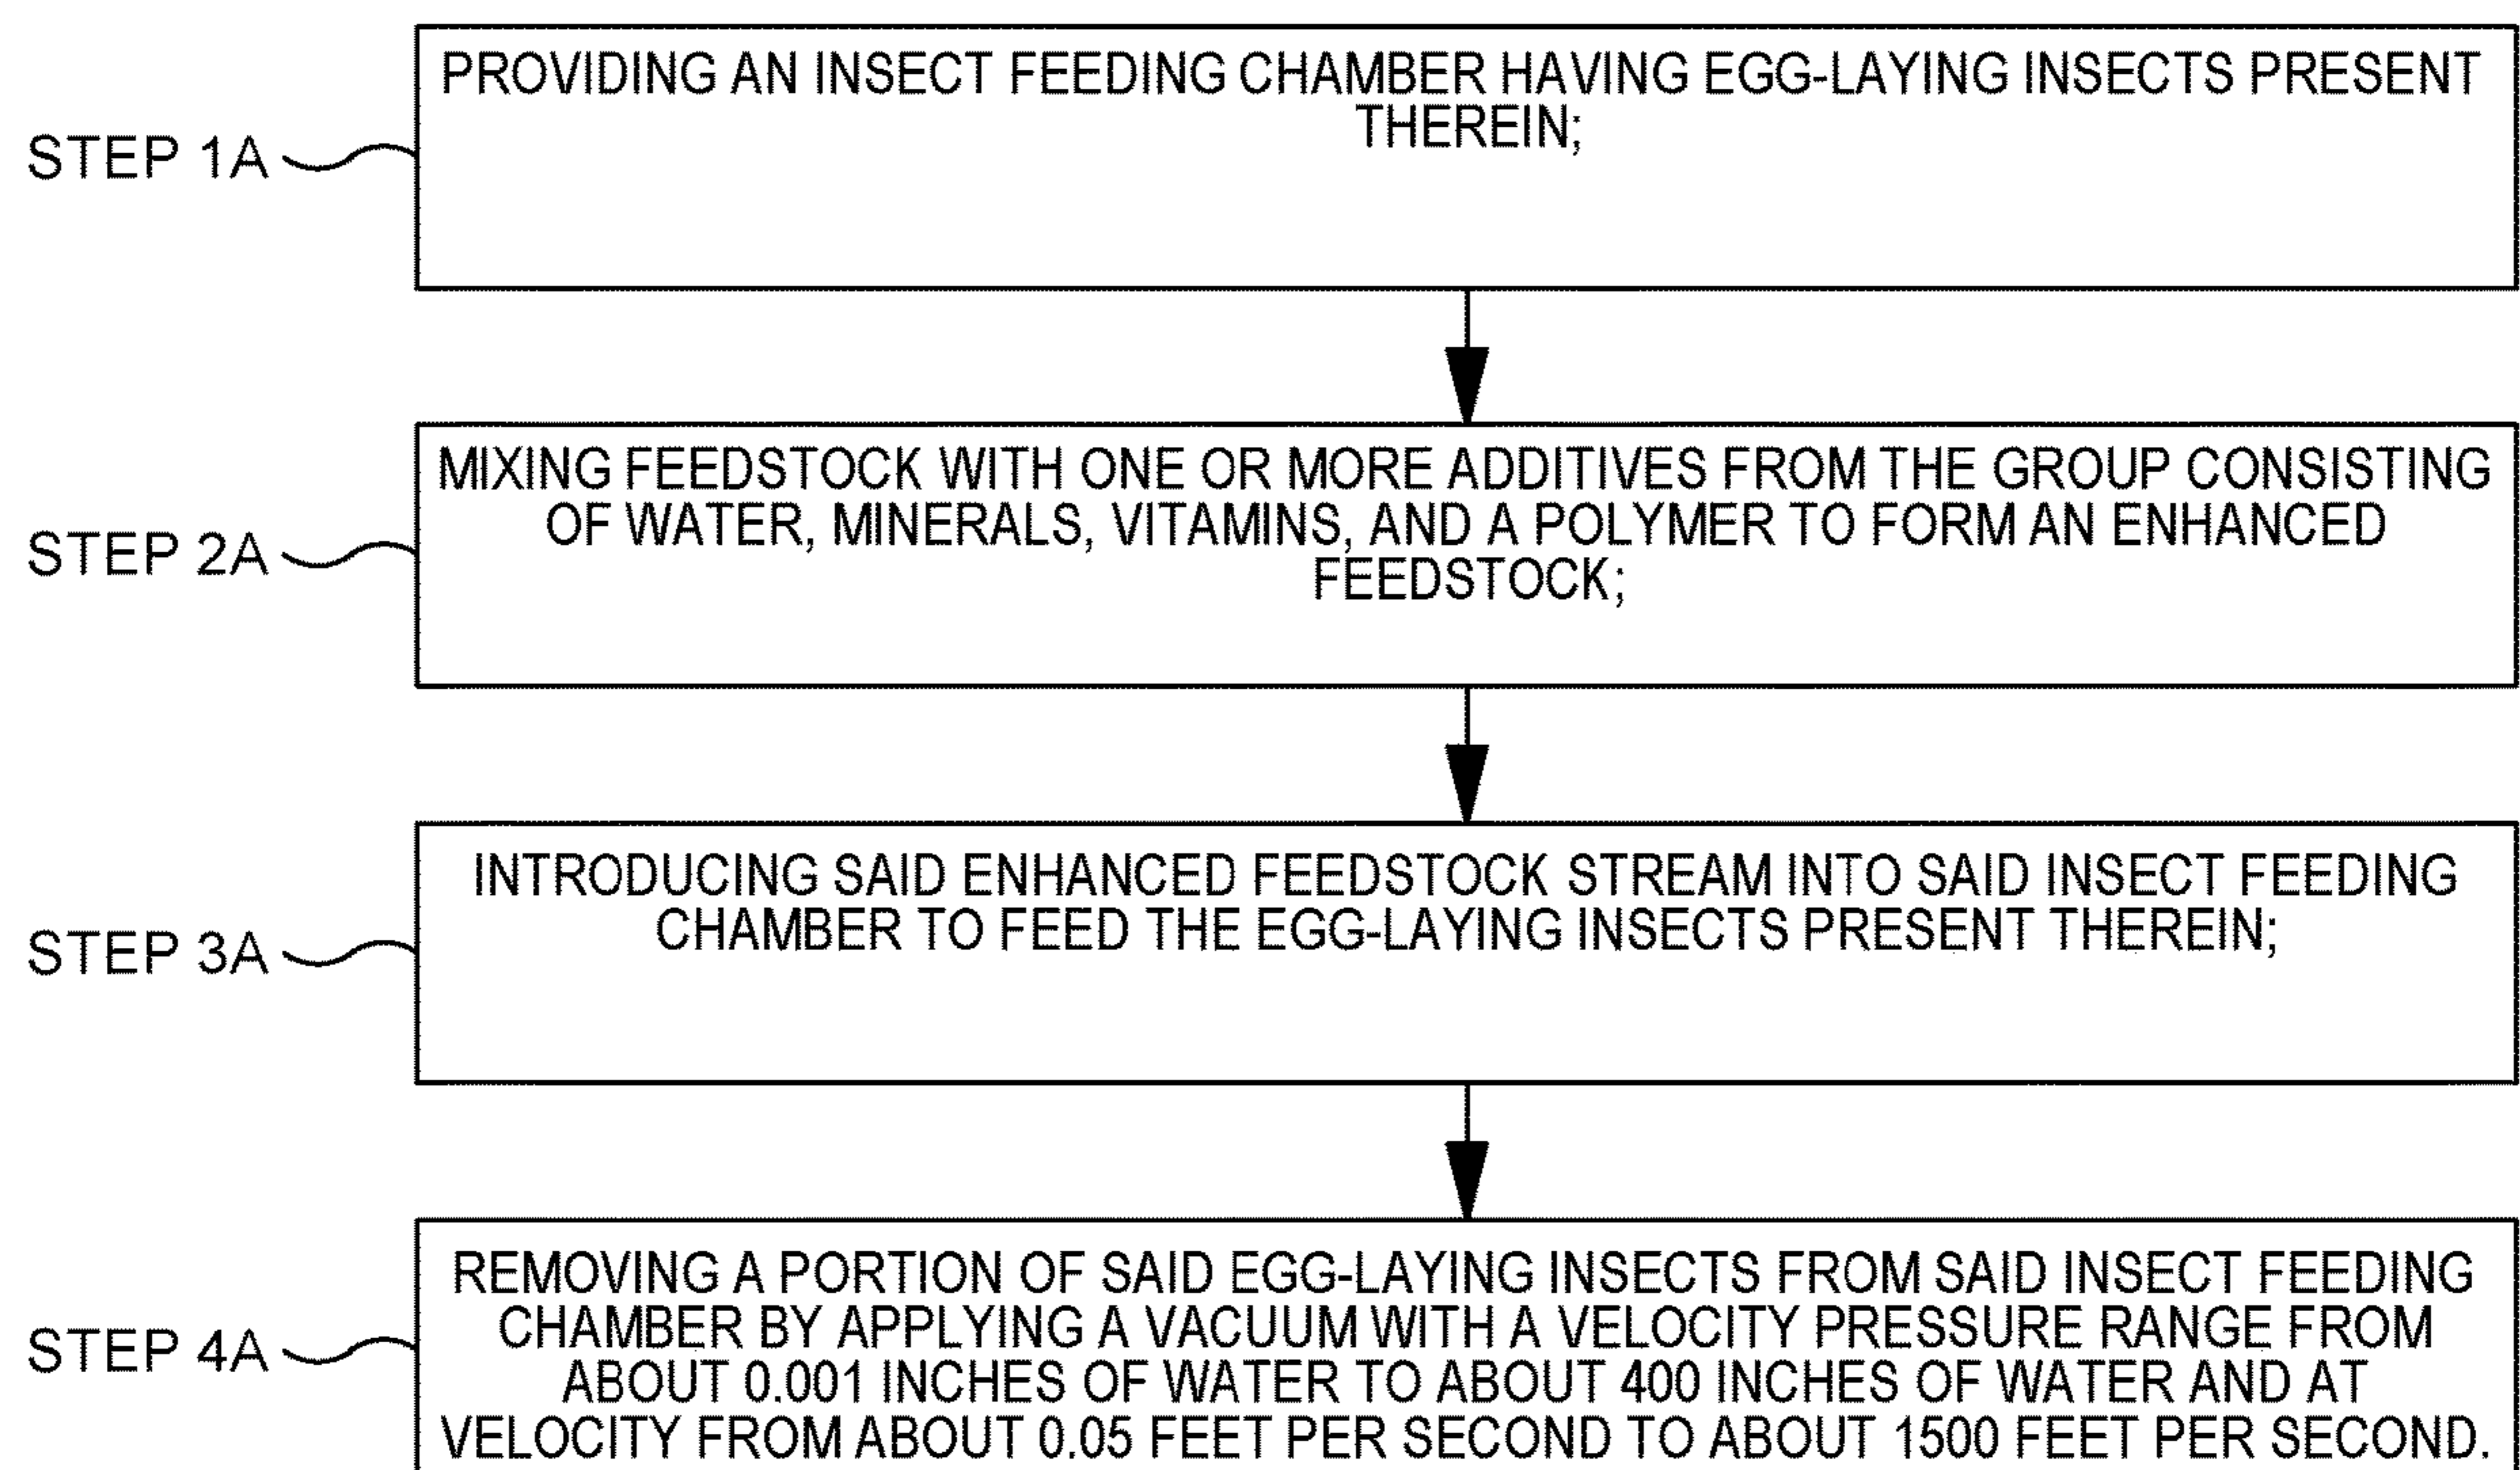 PROVIDING AN INSECT FEEDING CHAMBER HAVING EGG-LAYING INSECTS PRESENT
THEREIN;
STEP 1A
MIXING FEEDSTOCK WITH ONE OR MORE ADDITIVES FROM THE GROUP CONSISTING
OF WATER, MINERALS, VITAMINS, AND A POLYMER TO FORM AN ENHANCED
FEEDSTOCK;
STEP 2A
INTRODUCING SAID ENHANCED FEEDSTOCK STREAM INTO SAID INSECT FEEDING
CHAMBER TO FEED THE EGG-LAYING INSECTS PRESENT THEREIN;
STEP 3A
REMOVING A PORTION OF SAID EGG-LAYING INSECTS FROM SAID INSECT FEEDING
CHAMBER BY APPLYING A VACUUM WITH A VELOCITY PRESSURE RANGE FROM
ABOUT 0.001 INCHES OF WATER TO ABOUT 400 INCHES OF WATER AND AT
VELOCITY FROM ABOUT 0.05 FEET PER SECOND TO ABOUT 1500 FEET PER SECOND.
STEP 4A